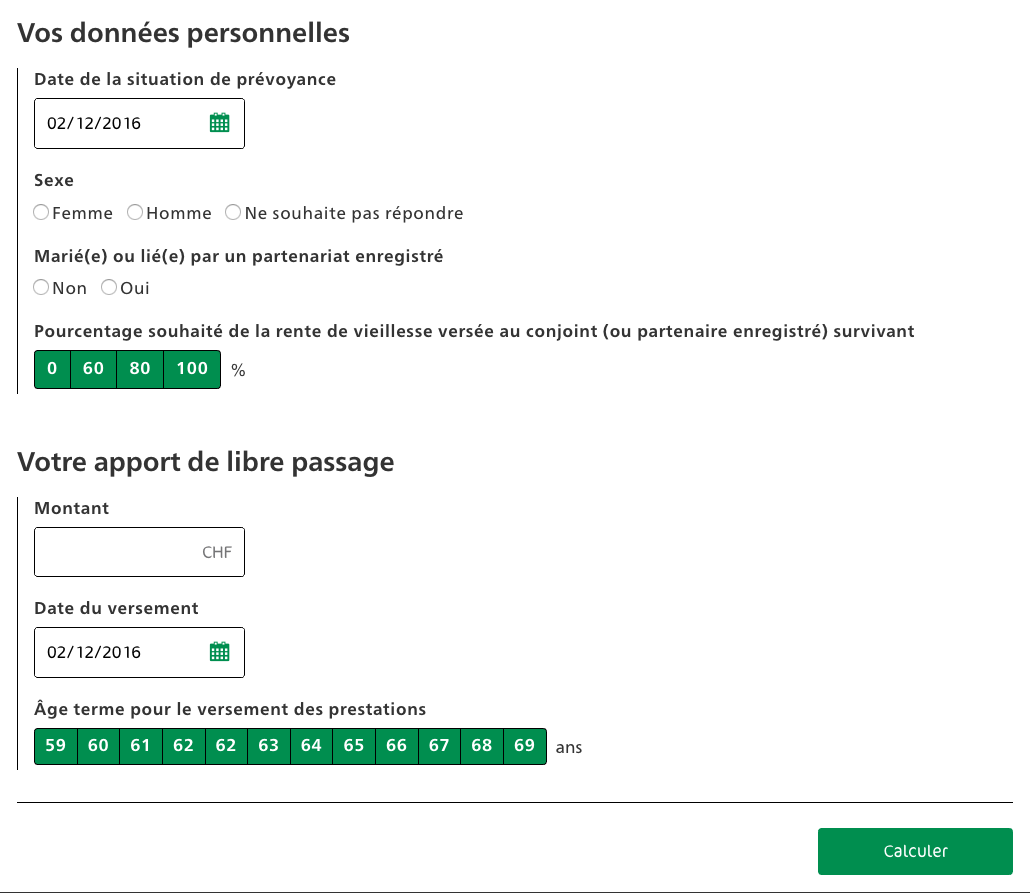 Vos données personnelles
Date de la situation de prévoyance
02/12/2016
Sexe
Femme Homme Ne souhaite pas répondre
Marié(e) ou lié(e) par un partenariat enregistré
Non Oui
Pourcentage souhaité de la rente de vieillesse versée au conjoint (ou partenaire enregistré) survivant
0 60 80 100 %
Votre apport de libre passage
Montant
CHF
Date du versement
02/12/2016
Âge terme pour le versement des prestations
59 60 61 62 62 63 64 65 66 67 68 69 ans
Calculer